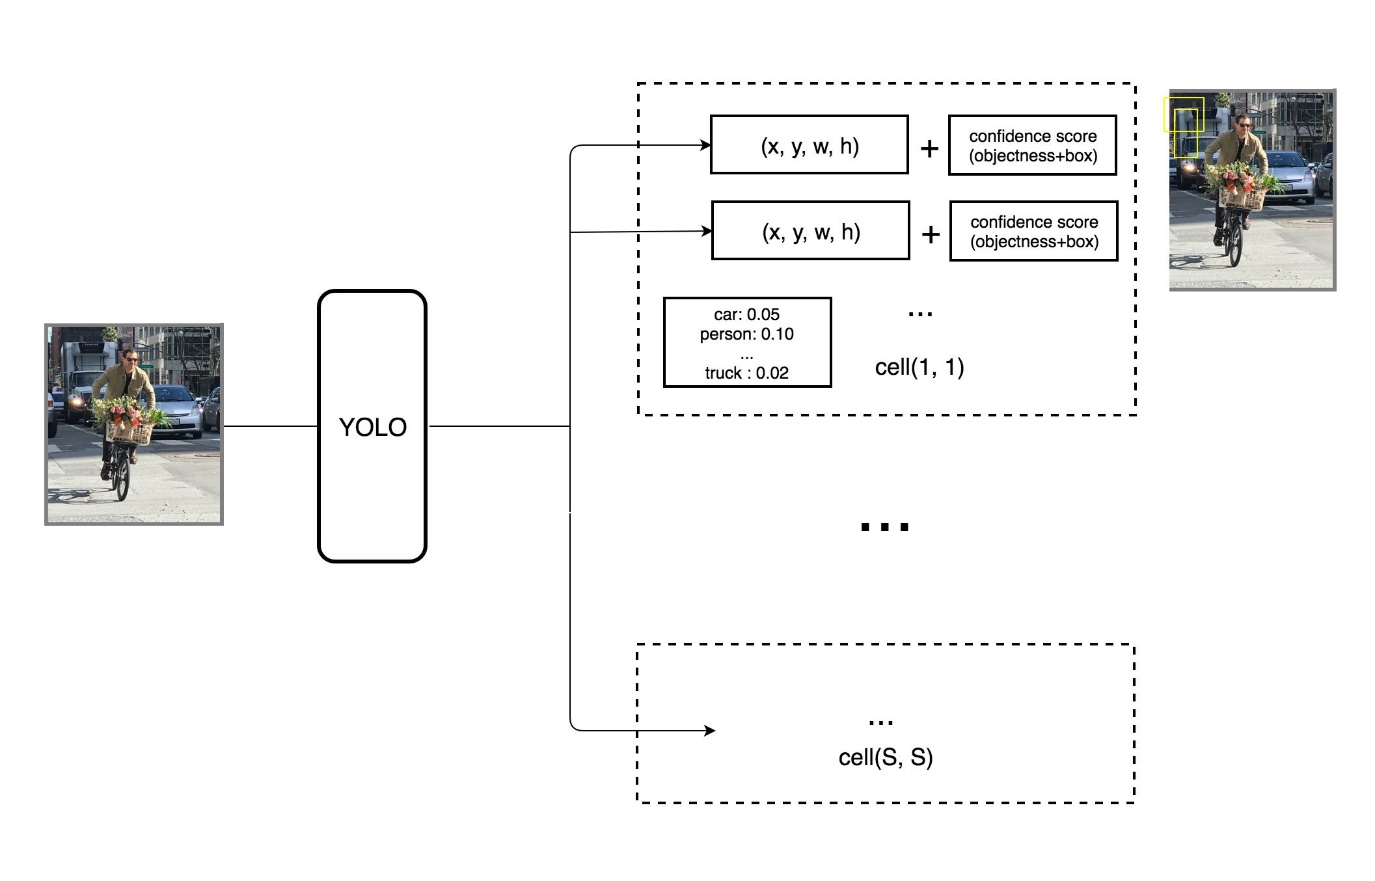 YOLO
(x, y, w, h)
+
confidence score
(objectness+box)
(x, y, w, h)
+
confidence score
(objectness+box)
car: 0.05
person: 0.10
...
truck : 0.02
...
cell(1, 1)
...
...
cell(S, S)